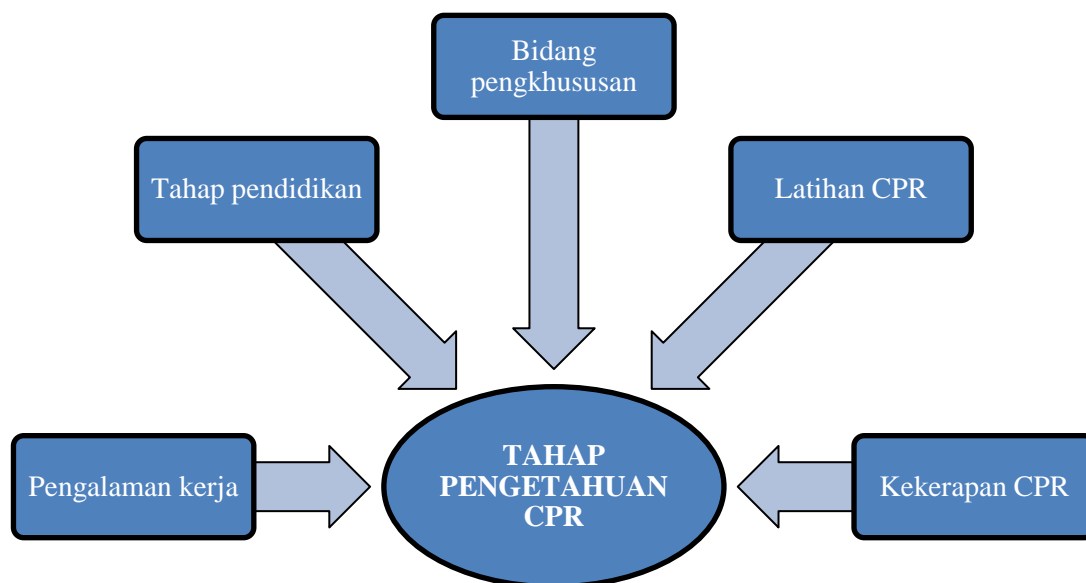 Bidang
pengkhususan
Tahap pendidikan
Latihan CPR
Pengalaman kerja
TAHAP
PENGETAHUAN
CPR
Kekerapan CPR